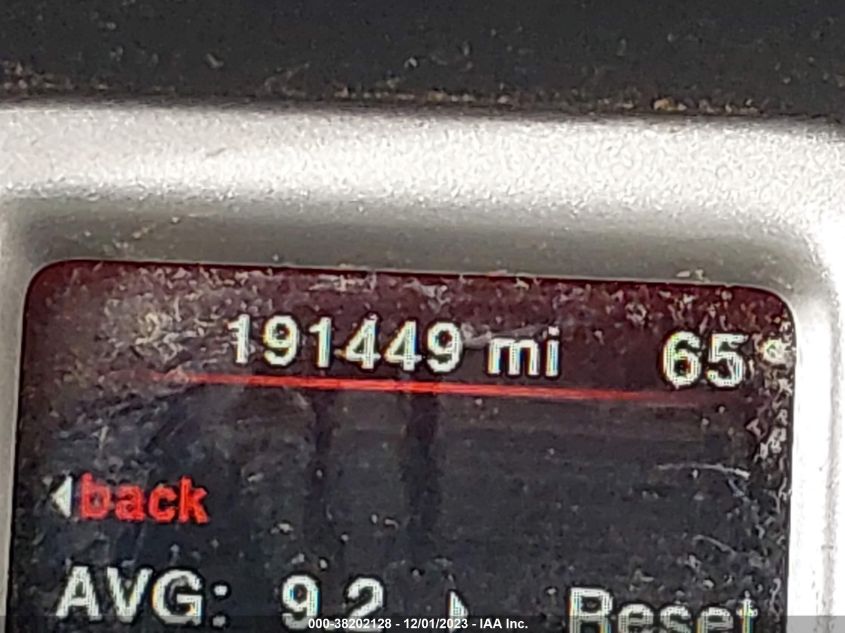 191449 mi 65°
back
AVG: 9.2 Reset
000-38202128 - 12/01/2023 - IAA Inc.